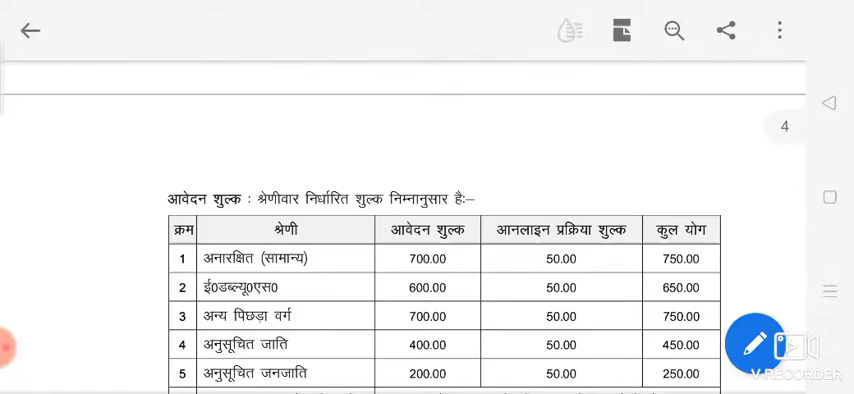 4
आवेदन शुल्क : श्रेणीवार निर्धारित शुल्क निम्नानुसार है:–
क्रम श्रेणी आवेदन शुल्क आनलाइन प्रक्रिया शुल्क कुल योग
1 अनारक्षित (सामान्य) 700.00 50.00 750.00
2 ई0डब्ल्यू0एस0 600.00 50.00 650.00
3 अन्य पिछड़ा वर्ग 700.00 50.00 750.00
4 अनुसूचित जाति 400.00 50.00 450.00
5 अनुसूचित जनजाति 200.00 50.00 250.00
V RECORDER